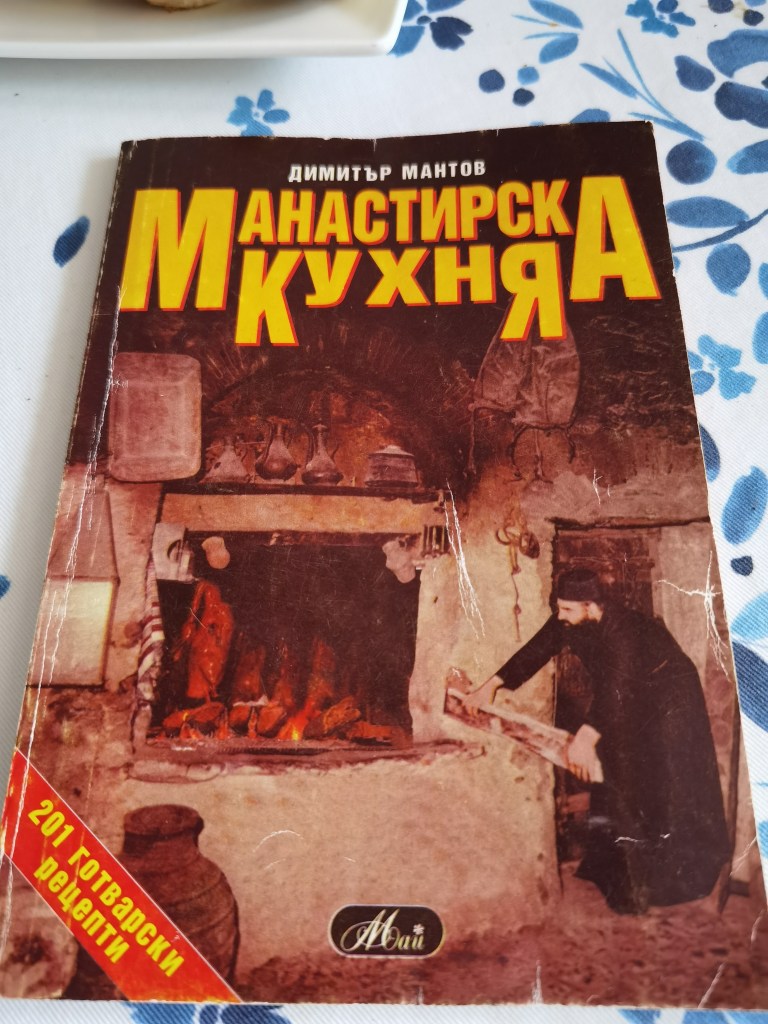 ДИМИТЪР МАНТОВ
МАНАСТИРСКА
КУХНЯ
201 готварски
рецепти
Май